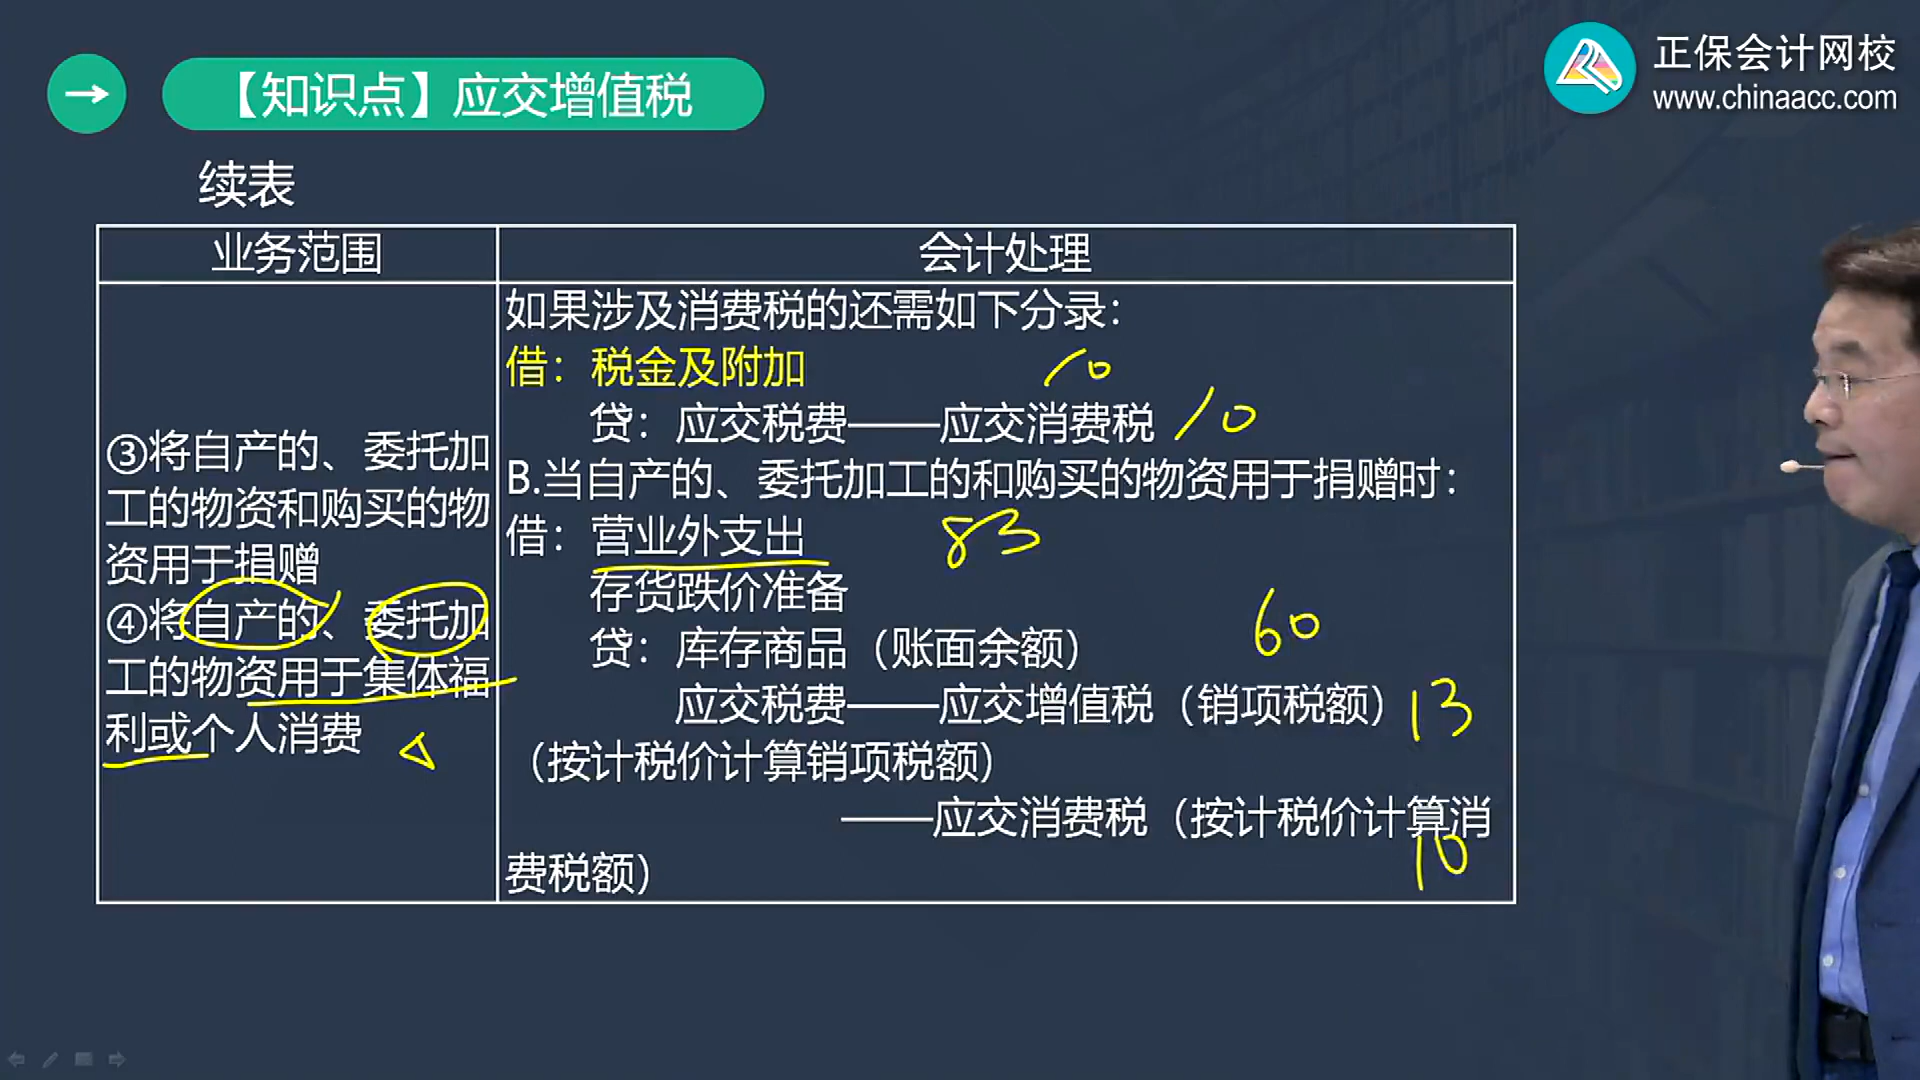 正保会计网校
www.chinaacc.com
【知识点】应交增值税
续表
业务范围
会计处理
③将自产的、委托加
工的物资和购买的物
资用于捐赠
④将自产的、委托加
工的物资用于集体福
利或个人消费
如果涉及消费税的还需如下分录：
借：税金及附加 10
贷：应交税费——应交消费税 10
B.当自产的、委托加工的和购买的物资用于捐赠时：
借：营业外支出 83
存货跌价准备
贷：库存商品（账面余额） 60
应交税费——应交增值税（销项税额） 13
（按计税价计算销项税额）
——应交消费税（按计税价计算消
费税额） 10